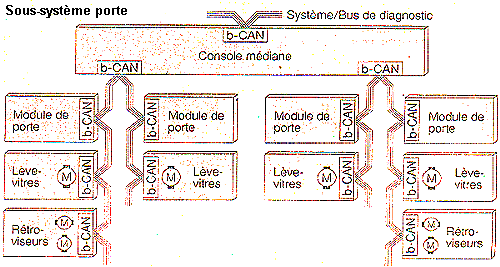 Sous-système porte
Système/Bus de diagnostic
b-CAN
Console médiane
b-CAN
b-CAN
Module de porte
b-CAN
b-CAN
Module de porte
Module de porte
b-CAN
b-CAN
Module de porte
Lève-vitres
M
b-CAN
b-CAN
M
Lève-vitres
Lève-vitres
M
b-CAN
b-CAN
M
Lève-vitres
Rétro-viseurs
M
M
b-CAN
b-CAN
M
M
Rétro-viseurs